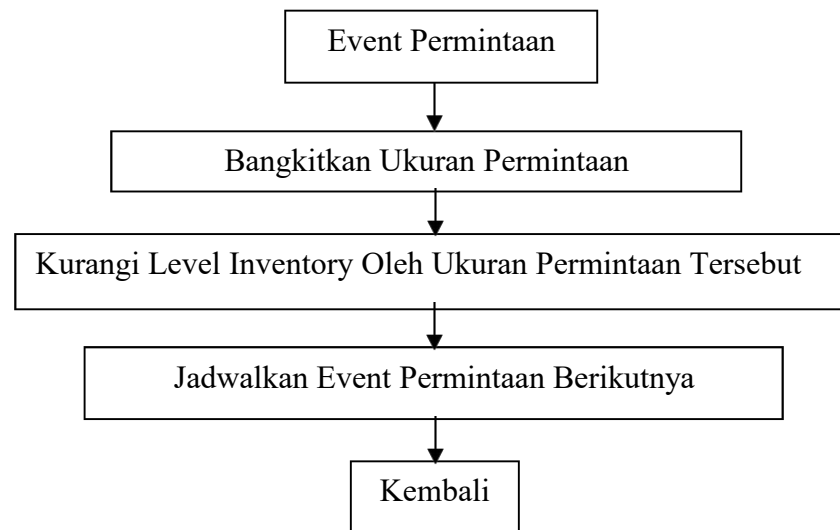 Event Permintaan
Bangkitkan Ukuran Permintaan
Kurangi Level Inventory Oleh Ukuran Permintaan Tersebut
Jadwalkan Event Permintaan Berikutnya
Kembali